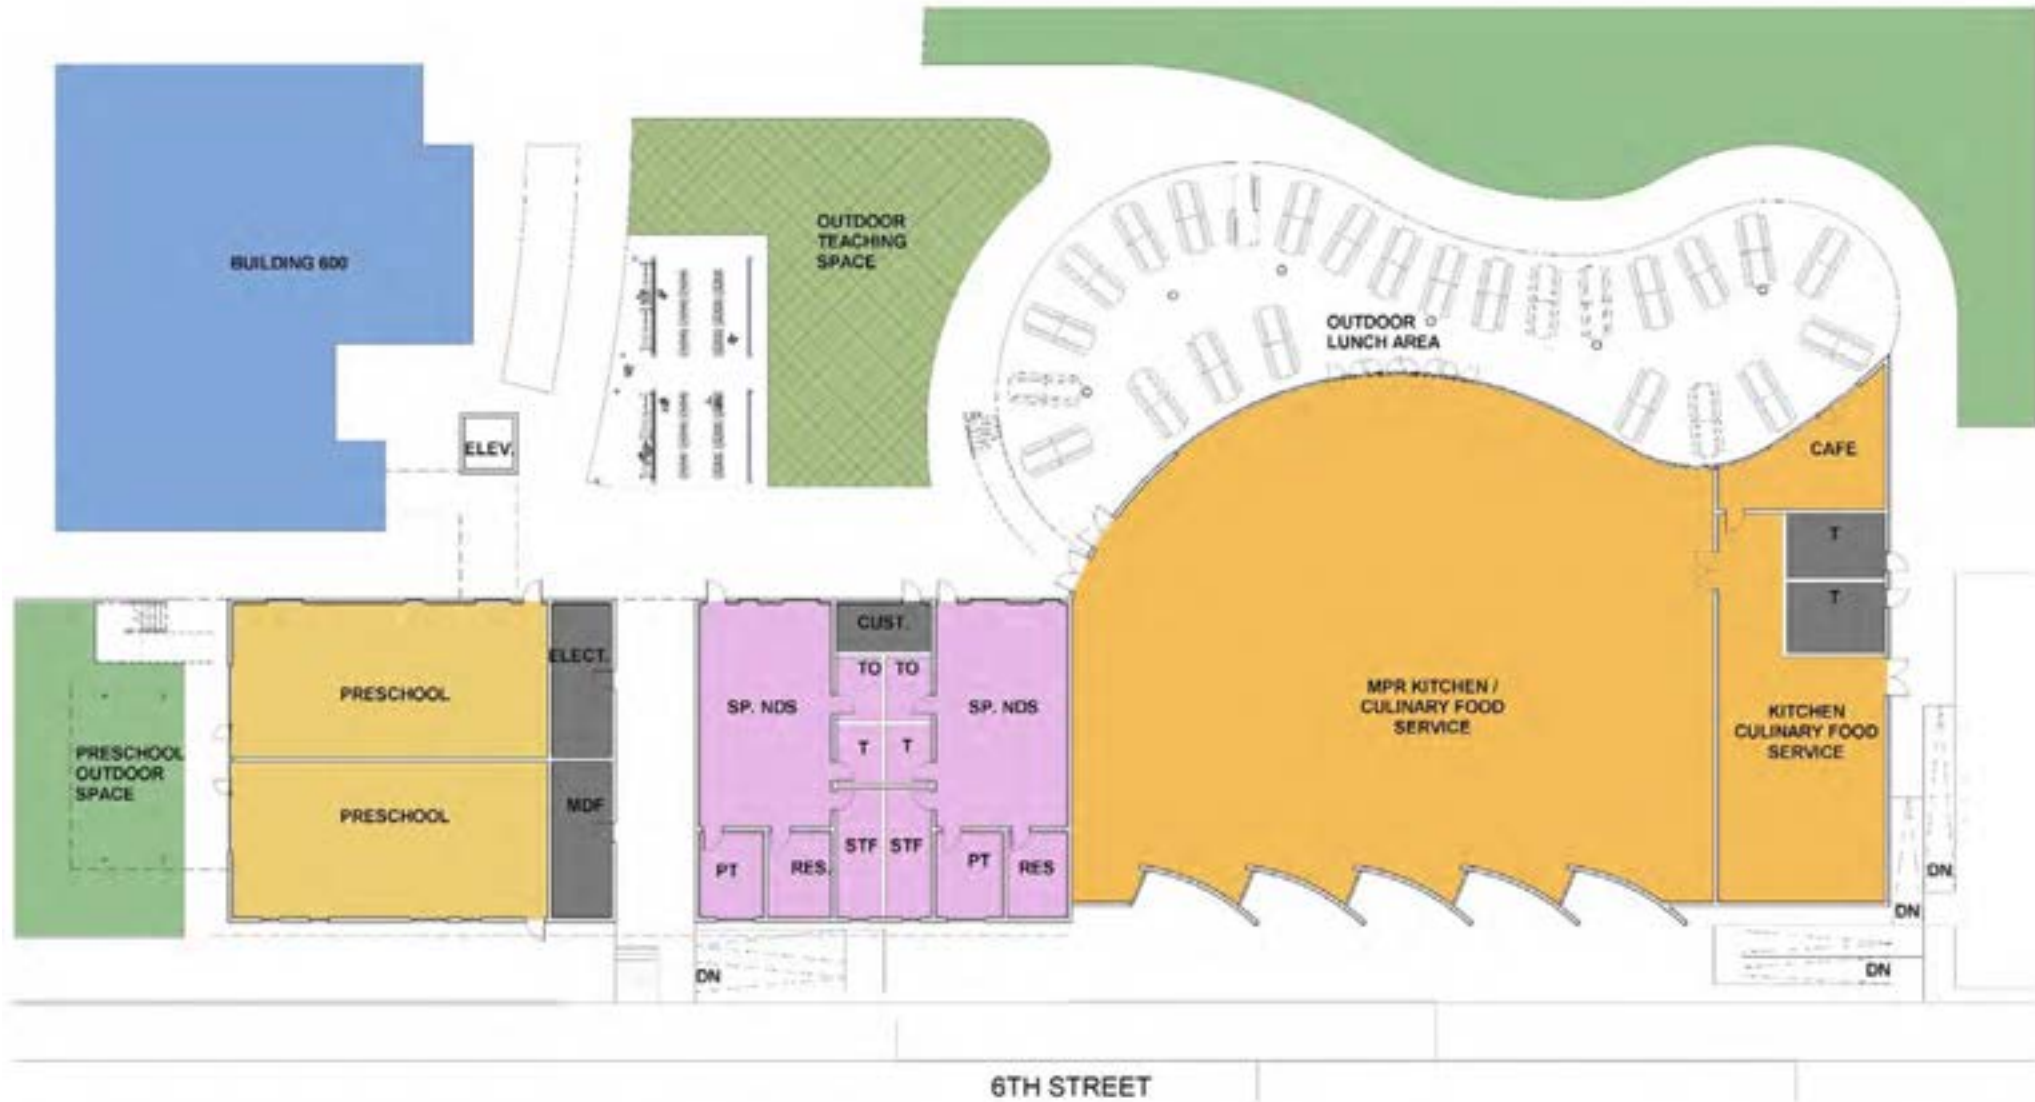 BUILDING 600
OUTDOOR
TEACHING
SPACE
OUTDOOR
LUNCH AREA
ELEV.
CAFE
T
T
CUST.
ELECT.
TO
TO
PRESCHOOL
SP. NDS
SP. NDS
MPR KITCHEN /
CULINARY FOOD
SERVICE
KITCHEN
CULINARY FOOD
SERVICE
T
T
PRESCHOOL
OUTDOOR
SPACE
PRESCHOOL
MDF
STF
STF
PT
RES.
PT
RES
DN
DN
DN
DN
6TH STREET